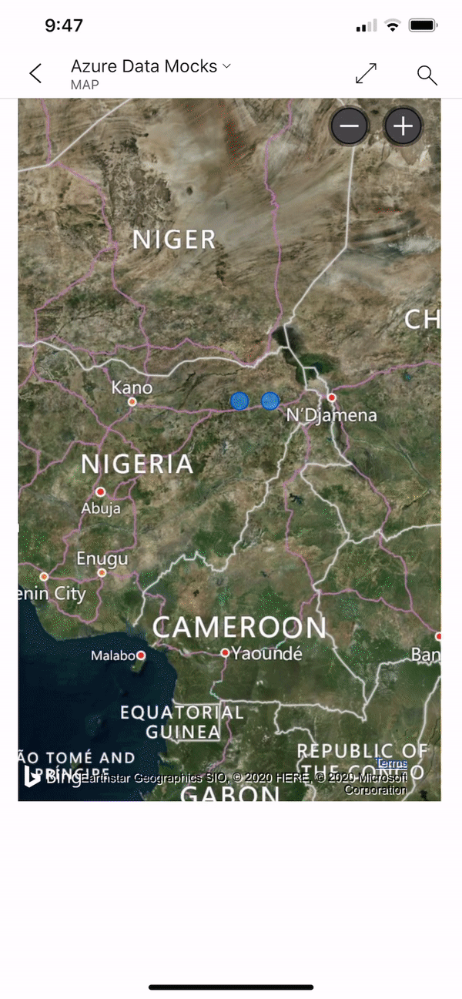 9:47
Azure Data Mocks
MAP
NIGER
CH
Kano
N'Djamena
NIGERIA
Abuja
Enugu
enin City
CAMEROON
Malabo
Yaoundé
Ban
EQUATORIAL
GUINEA
ÃO TOMÉ AND
PRÍNCIPE
REPUBLIC OF
THE CONGO
Terms
Bing
Earthstar Geographics SIO, © 2020 HERE, © 2020 Microsoft
Corporation
GABON